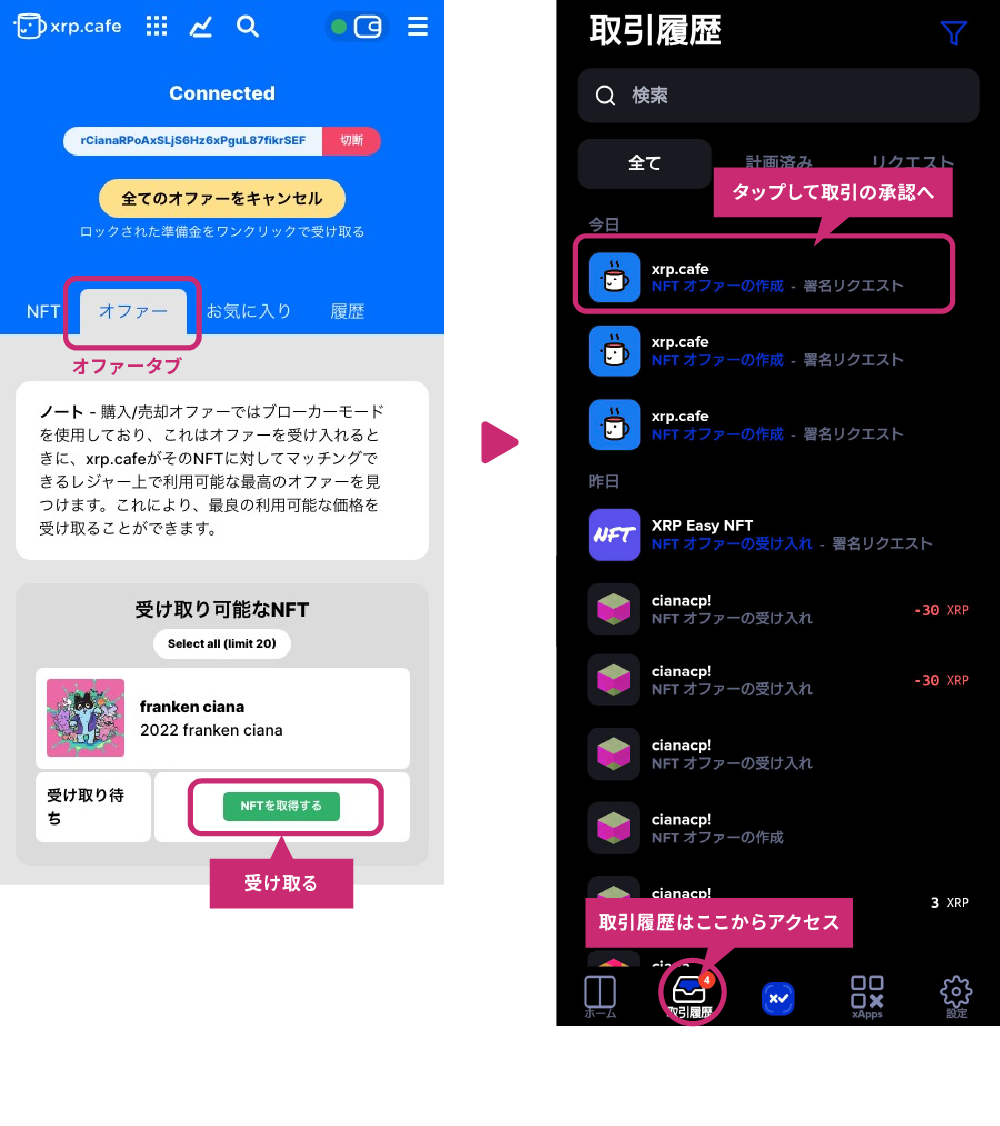 xrp.cafe
Connected
rCianaRPoAxSLjS6Hz6xPguL87fikrSEF
切断
全てのオファーをキャンセル
ロックされた準備金をワンクリックで受け取る
NFT
オファー
お気に入り
履歴
オファータブ
ノート - 購入/売却オファーではブローカーモード
を使用しており、これはオファーを受け入れると
きに、xrp.cafeがそのNFTに対してマッチングで
きるレジャー上で利用可能な最高のオファーを見
つけます。これにより、最良の利用可能な価格を
受け取ることができます。
受け取り可能なNFT
Select all (limit 20)
franken ciana
2022 franken ciana
受け取り待
ち
NFTを取得する
受け取る
取引履歴
検索
全て
計画済み
リクエスト
タップして取引の承認へ
今日
xrp.cafe
NFT オファーの作成 - 署名リクエスト
xrp.cafe
NFT オファーの作成 - 署名リクエスト
xrp.cafe
NFT オファーの作成 - 署名リクエスト
昨日
NFT
XRP Easy NFT
NFT オファーの受け入れ - 署名リクエスト
cianacp!
NFT オファーの受け入れ
-30 XRP
cianacp!
NFT オファーの受け入れ
-30 XRP
cianacp!
NFT オファーの受け入れ
cianacp!
NFT オファーの作成
cianacp!
3 XRP
取引履歴はここからアクセス
4
ホーム
取引履歴
xApps
設定